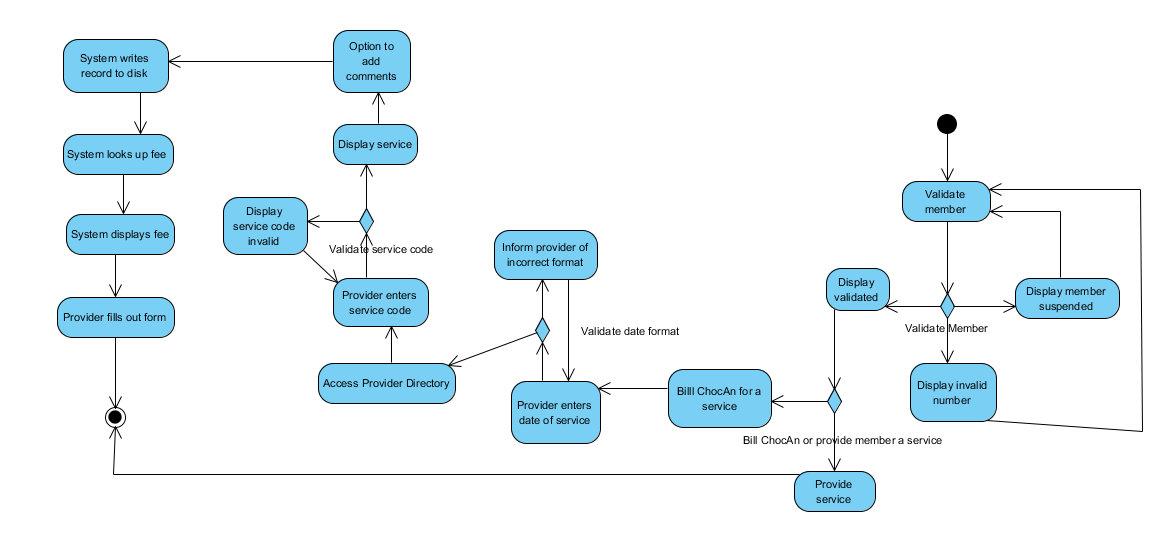 System writes
record to disk
Option to
add
comments
System looks up fee
Display service
Validate
member
Display
service code
invalid
System displays fee
Validate service code
Inform provider of
incorrect format
Display
validated
Display member
suspended
Provider enters
service code
Provider fills out form
Validate date format
Validate Member
Access Provider Directory
Billl ChocAn for a
service
Display invalid
number
Provider enters
date of service
Bill ChocAn or provide member a service
Provide
service